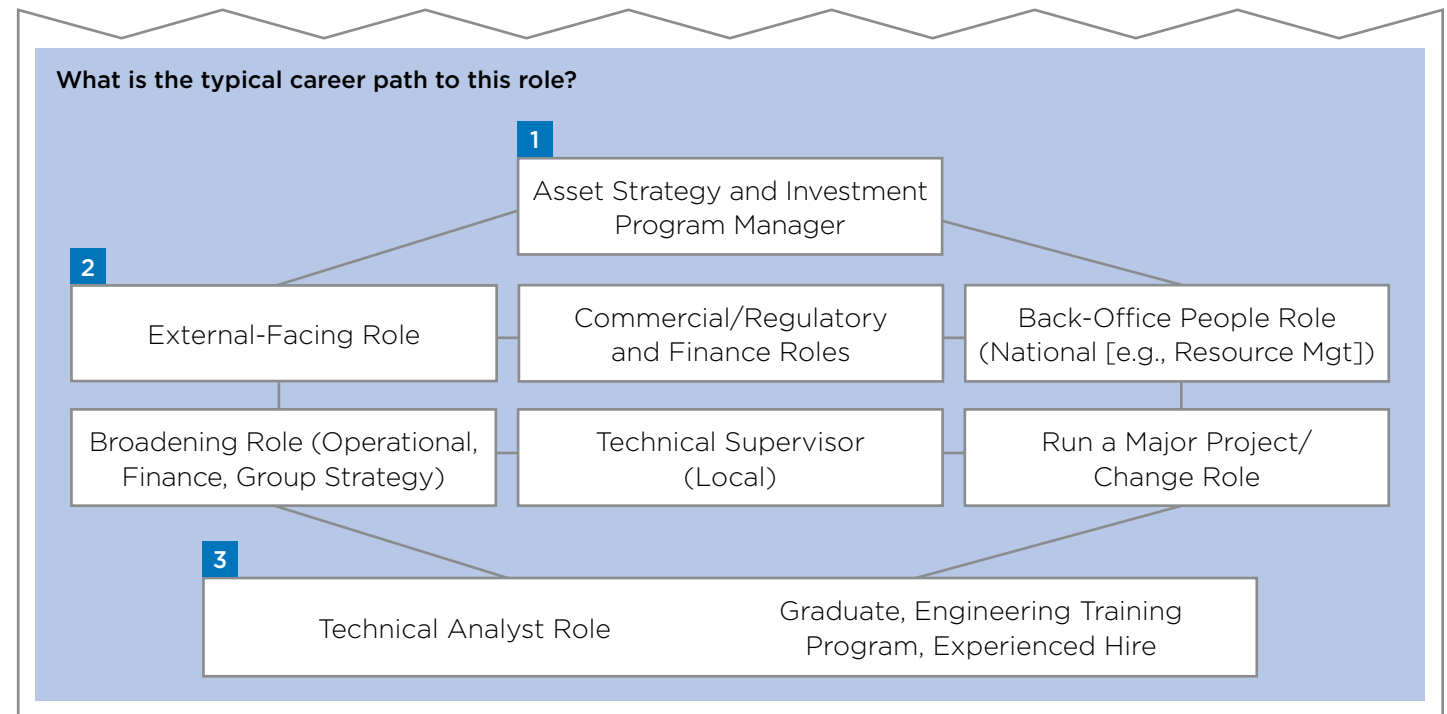 What is the typical career path to this role?
1
Asset Strategy and Investment
Program Manager
2
External-Facing Role
Commercial/Regulatory
and Finance Roles
Back-Office People Role
(National [e.g., Resource Mgt])
Broadening Role (Operational,
Finance, Group Strategy)
Technical Supervisor
(Local)
Run a Major Project/
Change Role
3
Technical Analyst Role
Graduate, Engineering Training
Program, Experienced Hire